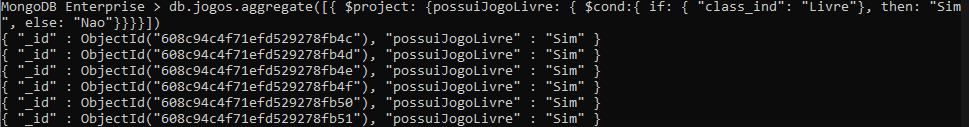 MongoDB Enterprise > db.jogos.aggregate([{ $project: {possuiJogoLivre: { $cond:{ if: { "class_ind": "Livre"}, then: "Sim
", else: "Nao"}}}}])
{ "_id" : ObjectId("608c94c4f71efd529278fb4c"), "possuiJogoLivre" : "Sim" }
{ "_id" : ObjectId("608c94c4f71efd529278fb4d"), "possuiJogoLivre" : "Sim" }
{ "_id" : ObjectId("608c94c4f71efd529278fb4e"), "possuiJogoLivre" : "Sim" }
{ "_id" : ObjectId("608c94c4f71efd529278fb4f"), "possuiJogoLivre" : "Sim" }
{ "_id" : ObjectId("608c94c4f71efd529278fb50"), "possuiJogoLivre" : "Sim" }
{ "_id" : ObjectId("608c94c4f71efd529278fb51"), "possuiJogoLivre" : "Sim" }